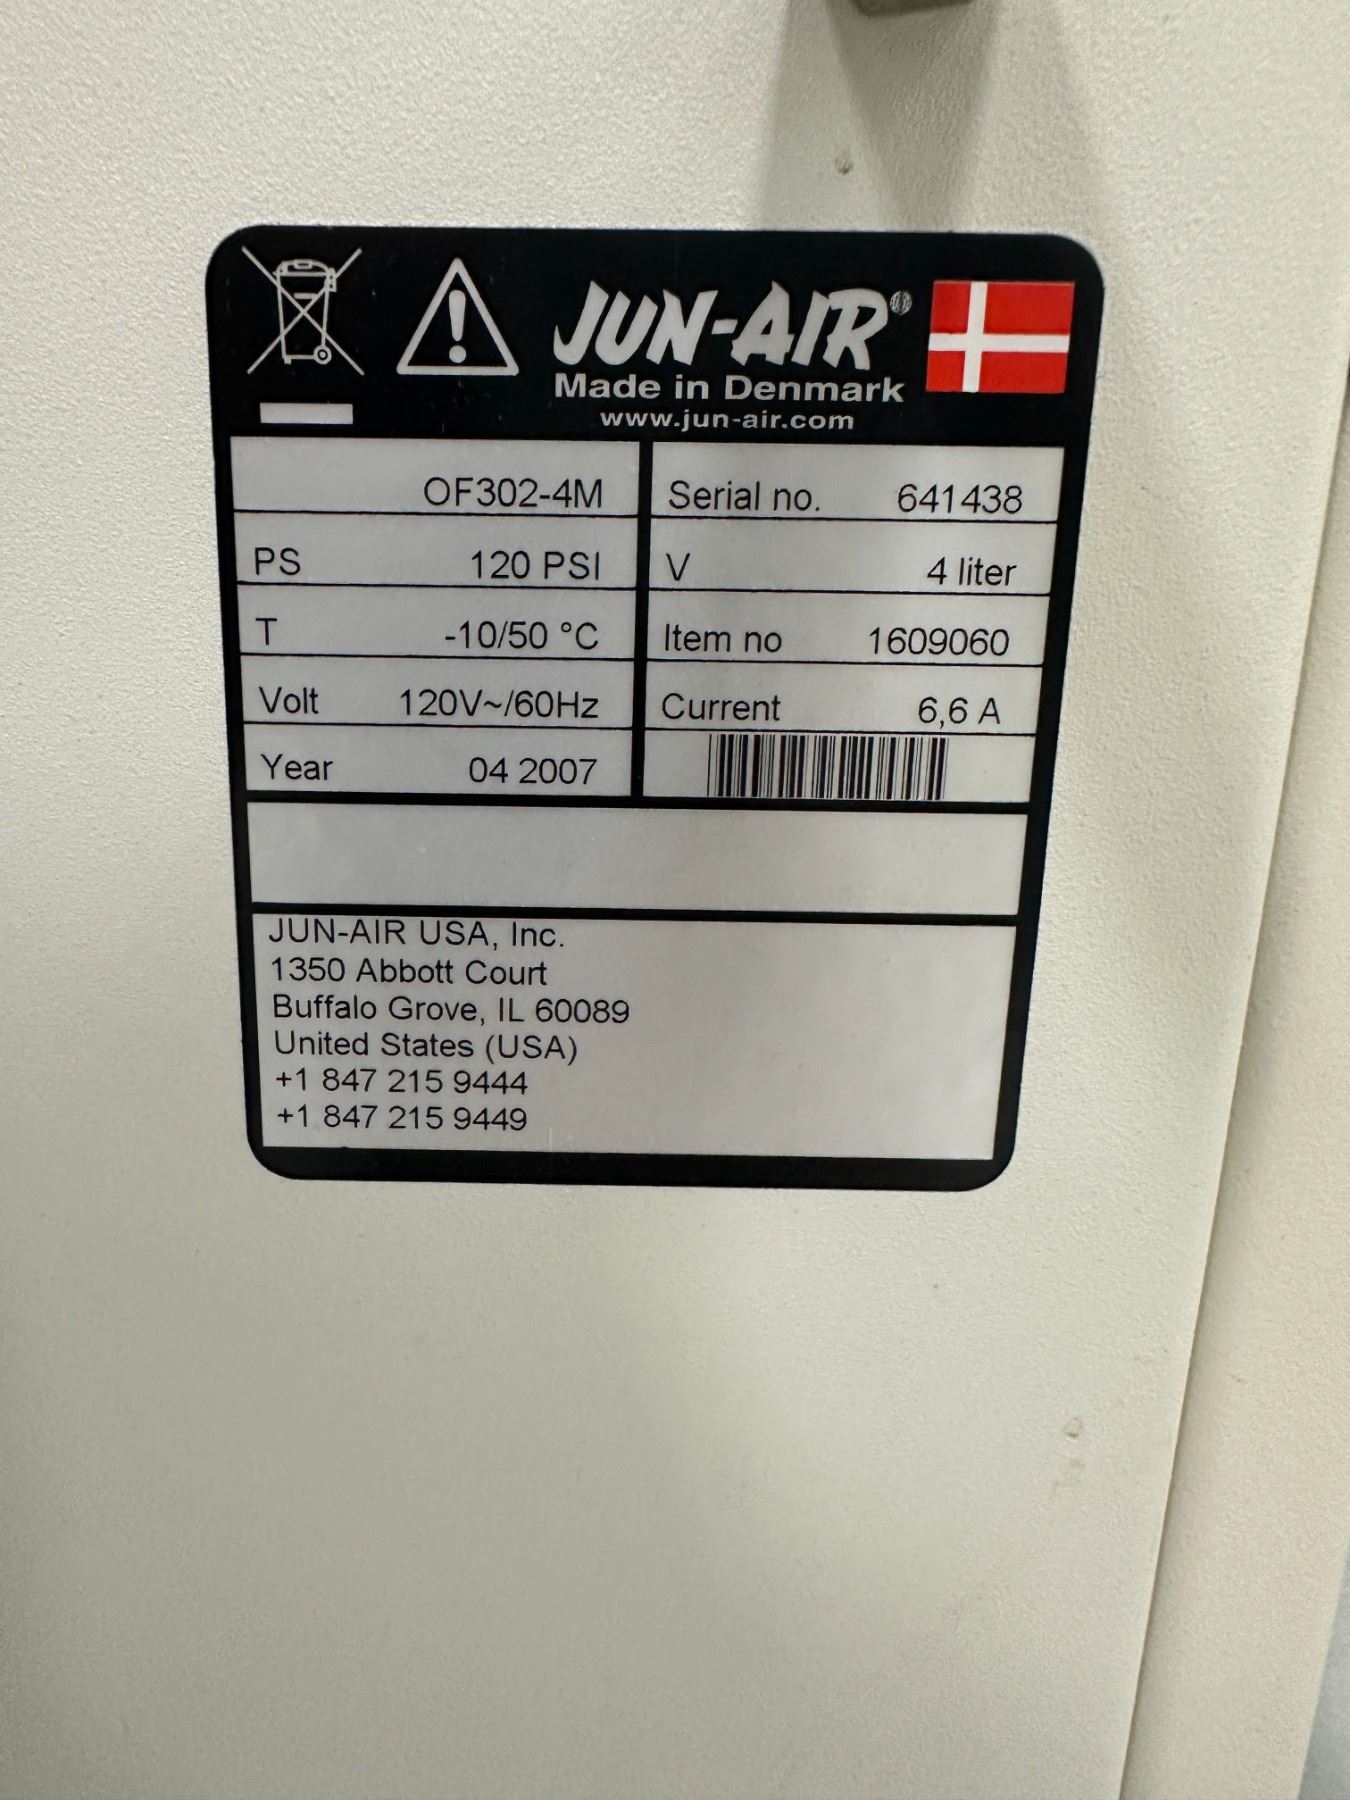 JUN-AIR®
Made in Denmark
www.jun-air.com
OF302-4M
Serial no. 641438
PS 120 PSI
V 4 liter
T -10/50 °C
Item no 1609060
Volt 120V~/60Hz
Current 6,6 A
Year 04 2007
JUN-AIR USA, Inc.
1350 Abbott Court
Buffalo Grove, IL 60089
United States (USA)
+1 847 215 9444
+1 847 215 9449